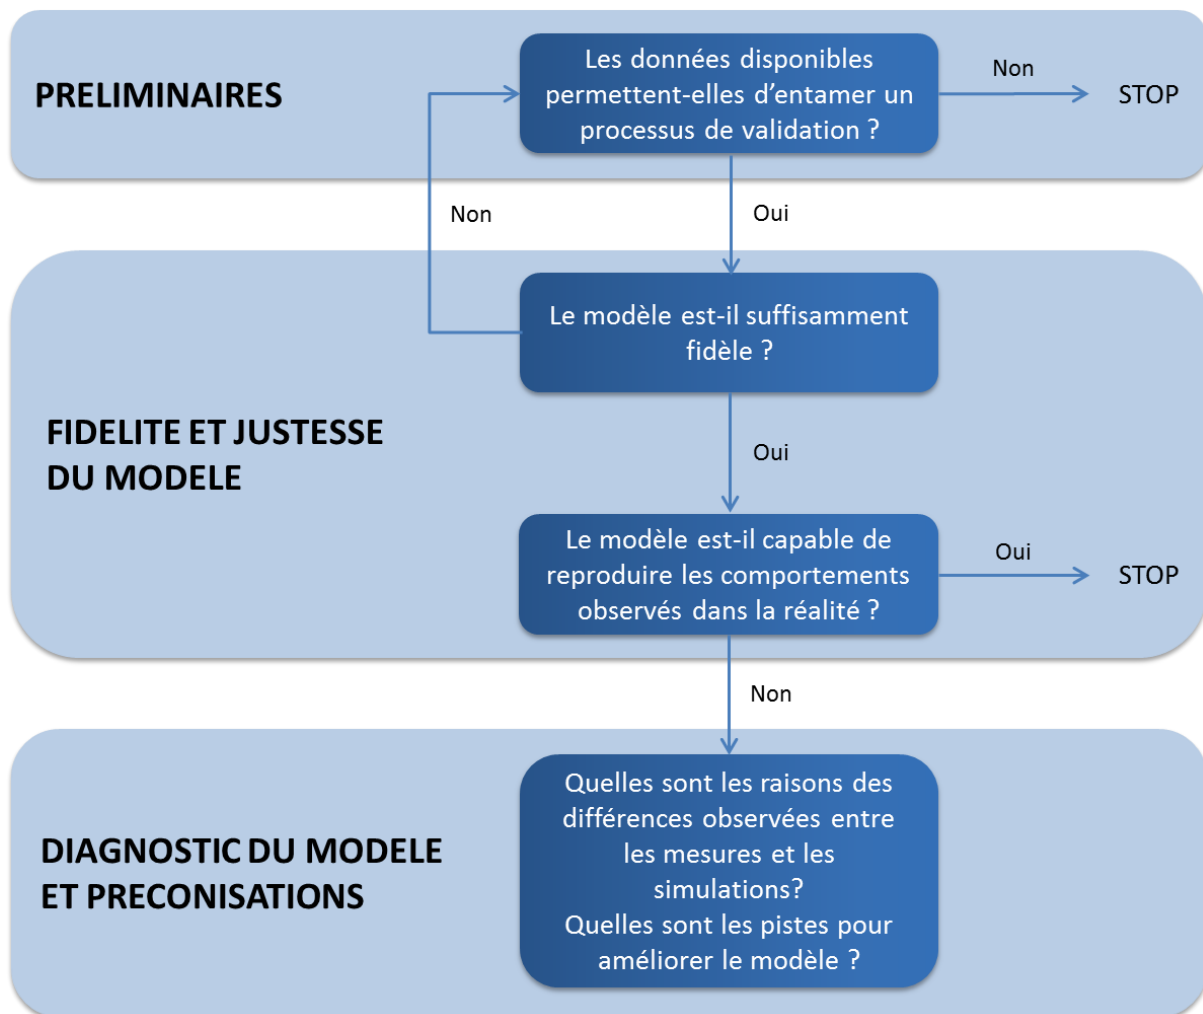 PRELIMINAIRES
Les données disponibles
permettent-elles d'entamer un
processus de validation ?
Non
STOP
Non
Oui
Le modèle est-il suffisamment
fidèle ?
FIDELITE ET JUSTESSE
DU MODELE
Oui
Le modèle est-il capable de
reproduire les comportements
observés dans la réalité ?
Oui
STOP
Non
DIAGNOSTIC DU MODELE
ET PRECONISATIONS
Quelles sont les raisons des
différences observées entre
les mesures et les
simulations?
Quelles sont les pistes pour
améliorer le modèle ?